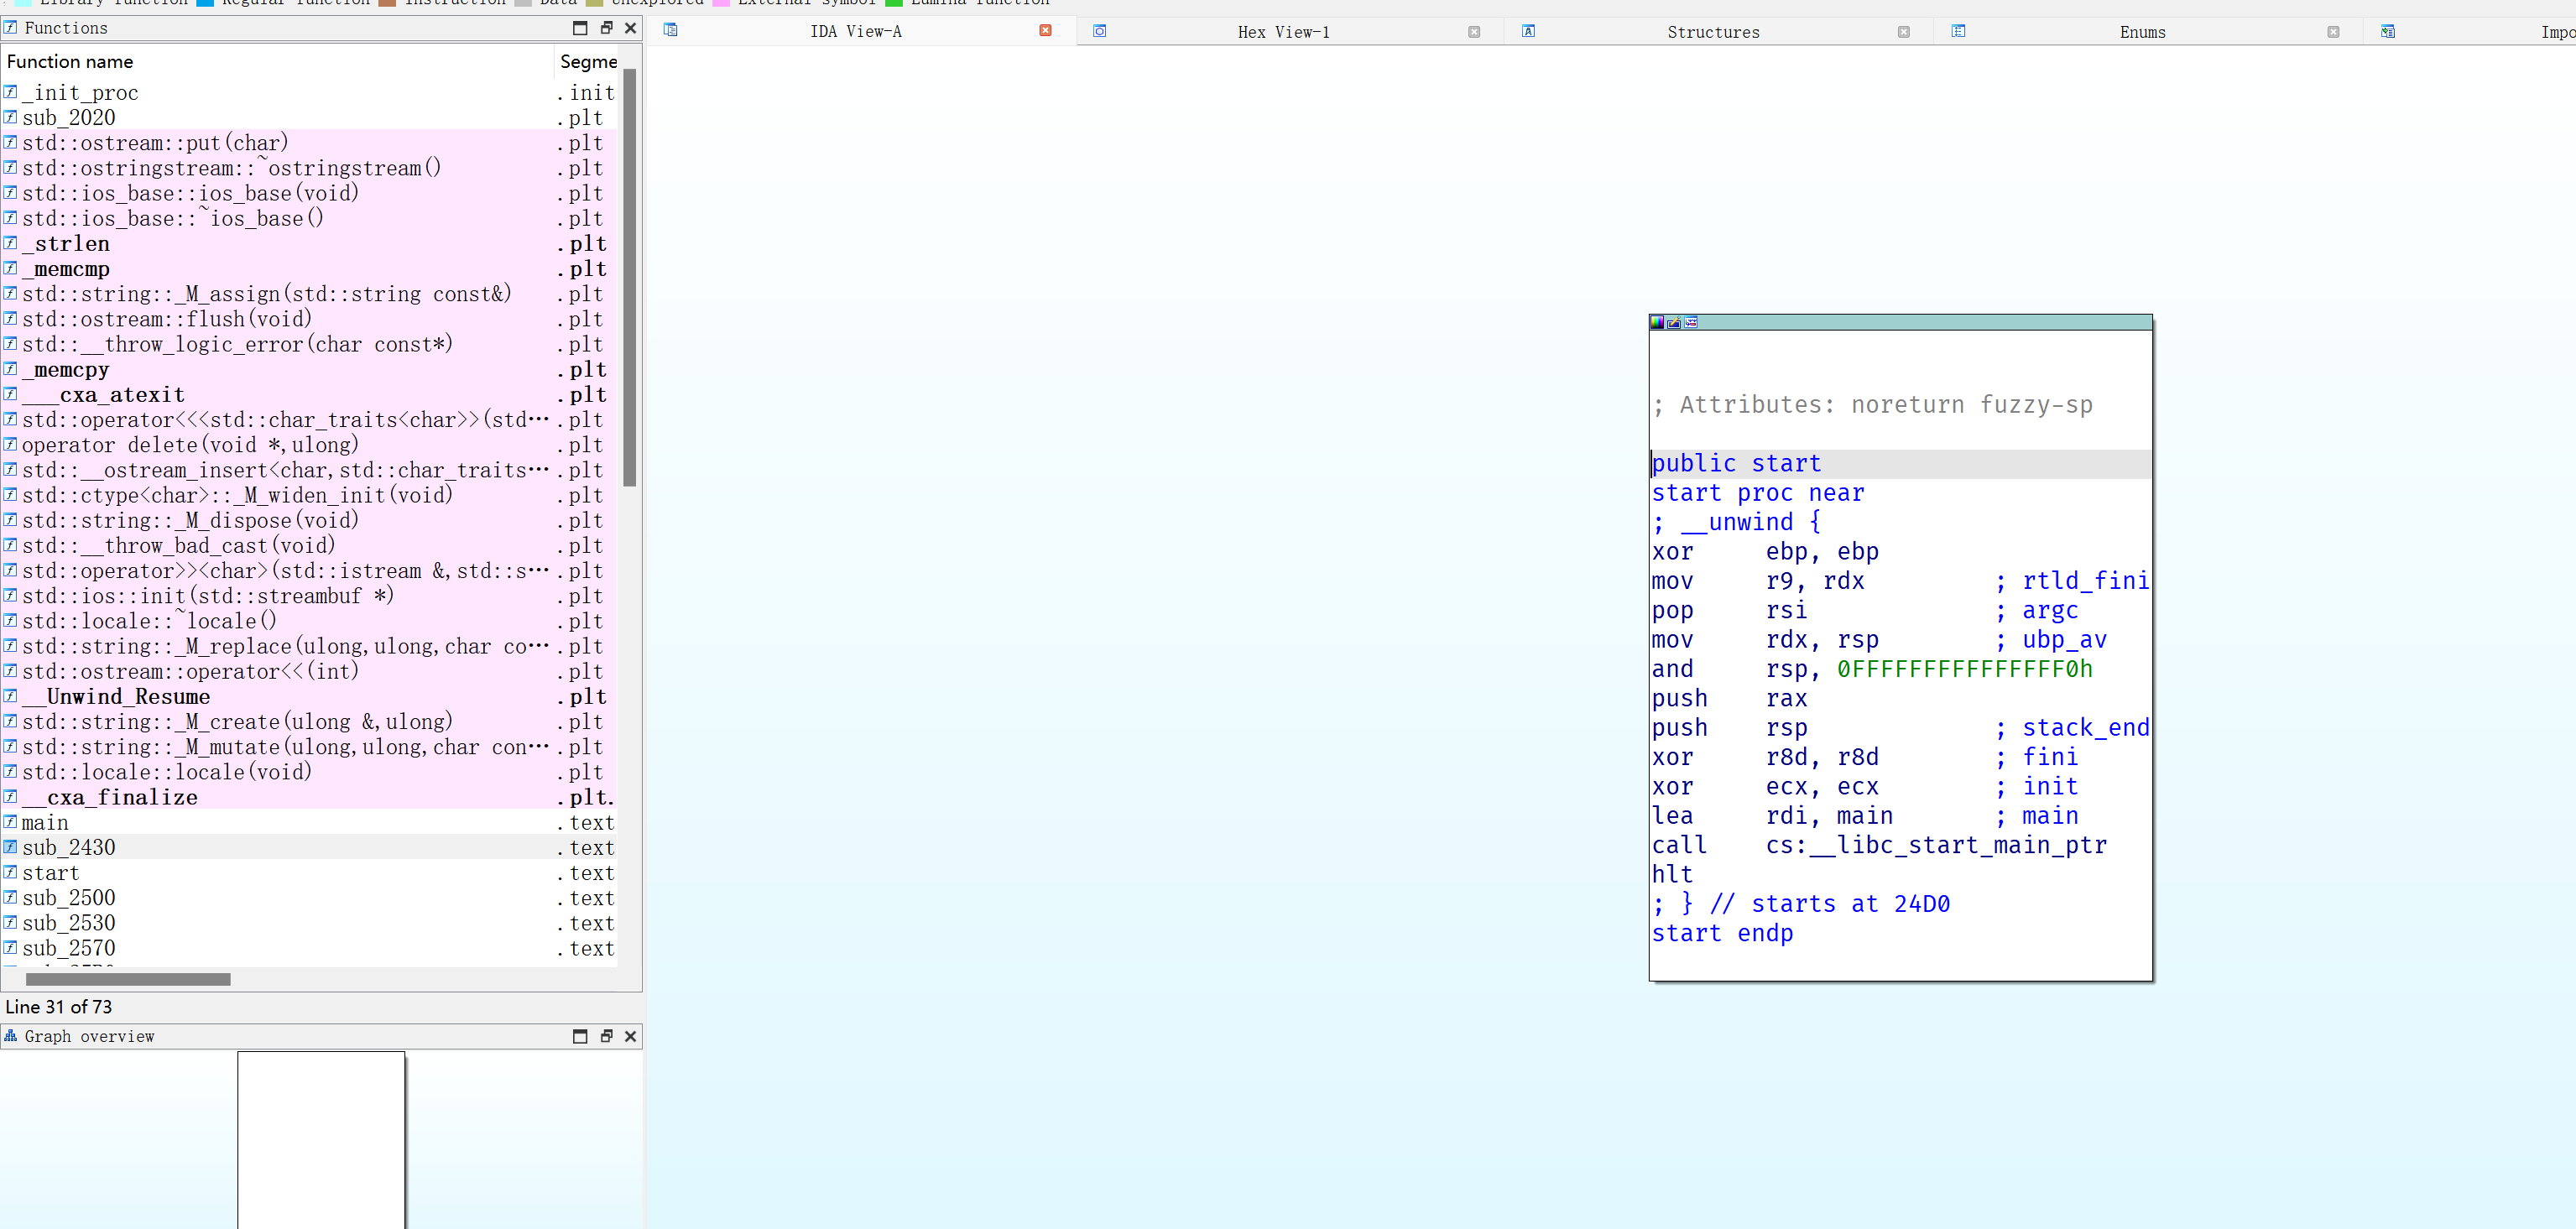 Library function Regular function Instruction Data Unexplored External symbol Lumina function
Functions
IDA View-A
Hex View-1
Structures
Enums
Impo
Function name Segme
_init_proc .init
sub_2020 .plt
std::ostream::put(char) .plt
std::ostringstream::~ostringstream() .plt
std::ios_base::ios_base(void) .plt
std::ios_base::~ios_base() .plt
_strlen .plt
_memcmp .plt
std::string::_M_assign(std::string const&) .plt
std::ostream::flush(void) .plt
std::__throw_logic_error(char const*) .plt
_memcpy .plt
___cxa_atexit .plt
std::operator<<<std::char_traits<char>>(std… .plt
operator delete(void *,ulong) .plt
std::__ostream_insert<char,std::char_traits… .plt
std::ctype<char>::_M_widen_init(void) .plt
std::string::_M_dispose(void) .plt
std::__throw_bad_cast(void) .plt
std::operator>><char>(std::istream &,std::s… .plt
std::ios::init(std::streambuf *) .plt
std::locale::~locale() .plt
std::string::_M_replace(ulong,ulong,char co… .plt
std::ostream::operator<<(int) .plt
__Unwind_Resume .plt
std::string::_M_create(ulong &,ulong) .plt
std::string::_M_mutate(ulong,ulong,char con… .plt
std::locale::locale(void) .plt
__cxa_finalize .plt.
main .text
sub_2430 .text
start .text
sub_2500 .text
sub_2530 .text
sub_2570 .text
Line 31 of 73
Graph overview
; Attributes: noreturn fuzzy-sp
public start
start proc near
; __unwind {
xor ebp, ebp
mov r9, rdx ; rtld_fini
pop rsi ; argc
mov rdx, rsp ; ubp_av
and rsp, 0FFFFFFFFFFFFFFF0h
push rax
push rsp ; stack_end
xor r8d, r8d ; fini
xor ecx, ecx ; init
lea rdi, main ; main
call cs:__libc_start_main_ptr
hlt
; } // starts at 24D0
start endp